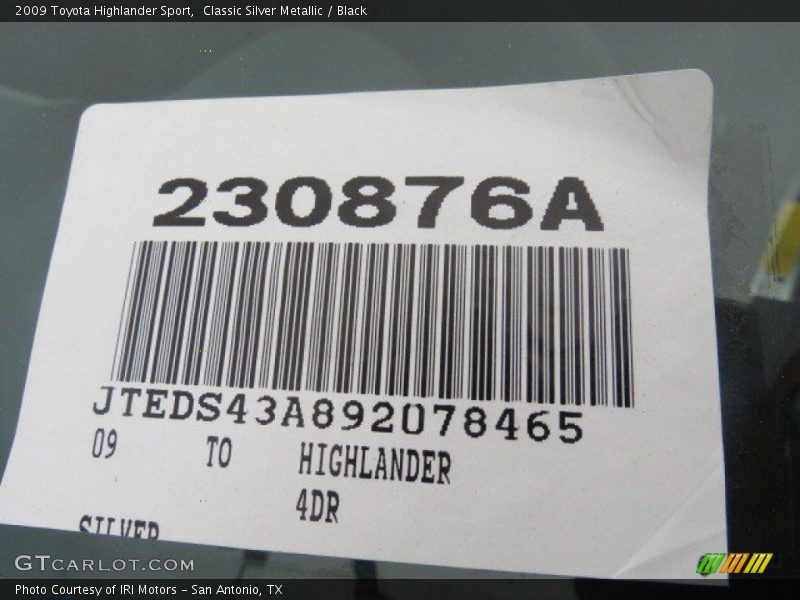 2009 Toyota Highlander Sport,  Classic Silver Metallic / Black
230876A
JTEDS43A892078465
09 TO HIGHLANDER
4DR
SILVER
GTCARLOT.COM
Photo Courtesy of IRI Motors - San Antonio, TX